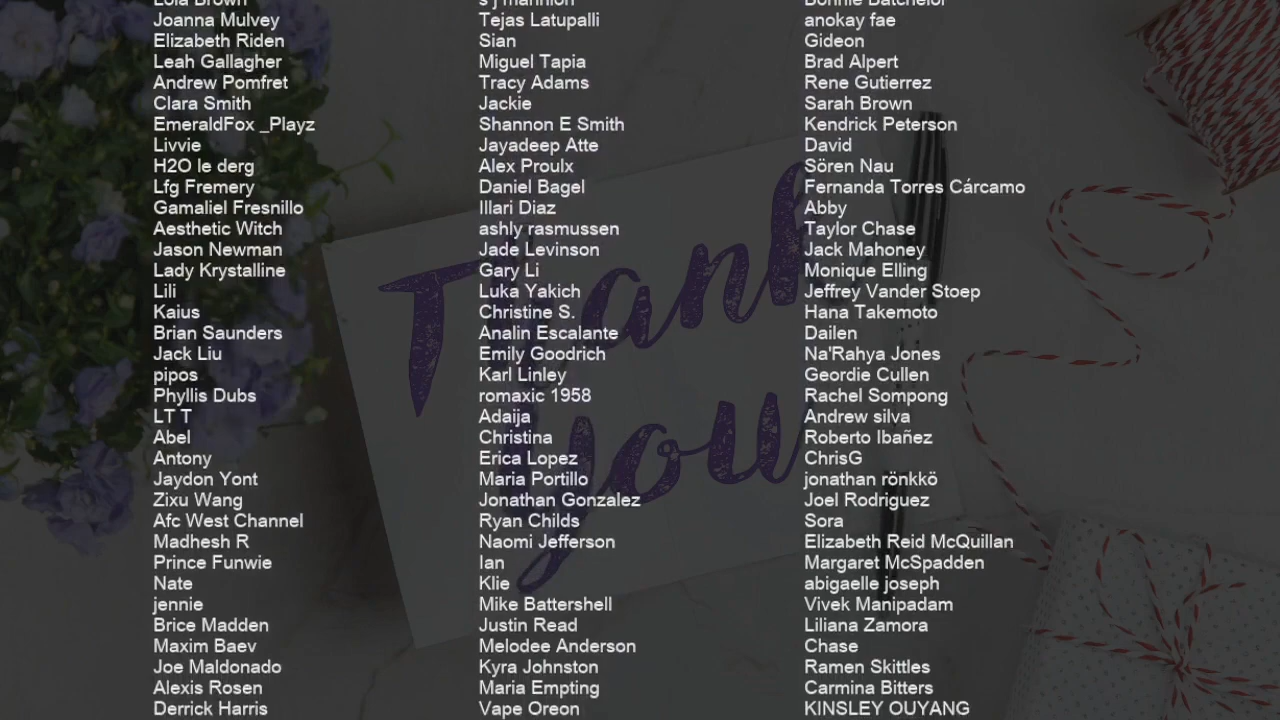 Lola Brown
Joanna Mulvey
Elizabeth Riden
Leah Gallagher
Andrew Pomfret
Clara Smith
EmeraldFox _Playz
Livvie
H2O le derg
Lfg Fremery
Gamaliel Fresnillo
Aesthetic Witch
Jason Newman
Lady Krystalline
Lili
Kaius
Brian Saunders
Jack Liu
pipos
Phyllis Dubs
LT T
Abel
Antony
Jaydon Yont
Zixu Wang
Afc West Channel
Madhesh R
Prince Funwie
Nate
jennie
Brice Madden
Maxim Baev
Joe Maldonado
Alexis Rosen
Derrick Harris
s j mannion
Tejas Latupalli
Sian
Miguel Tapia
Tracy Adams
Jackie
Shannon E Smith
Jayadeep Atte
Alex Proulx
Daniel Bagel
Illari Diaz
ashly rasmussen
Jade Levinson
Gary Li
Luka Yakich
Christine S.
Analin Escalante
Emily Goodrich
Karl Linley
romaxic 1958
Adaija
Christina
Erica Lopez
Maria Portillo
Jonathan Gonzalez
Ryan Childs
Naomi Jefferson
Ian
Klie
Mike Battershell
Justin Read
Melodee Anderson
Kyra Johnston
Maria Empting
Vape Oreon
Bonnie Batchelor
anokay fae
Gideon
Brad Alpert
Rene Gutierrez
Sarah Brown
Kendrick Peterson
David
Sören Nau
Fernanda Torres Cárcamo
Abby
Taylor Chase
Jack Mahoney
Monique Elling
Jeffrey Vander Stoep
Hana Takemoto
Dailen
Na'Rahya Jones
Geordie Cullen
Rachel Sompong
Andrew silva
Roberto Ibañez
ChrisG
jonathan rönkkö
Joel Rodriguez
Sora
Elizabeth Reid McQuillan
Margaret McSpadden
abigaelle joseph
Vivek Manipadam
Liliana Zamora
Chase
Ramen Skittles
Carmina Bitters
KINSLEY OUYANG
Thank
you